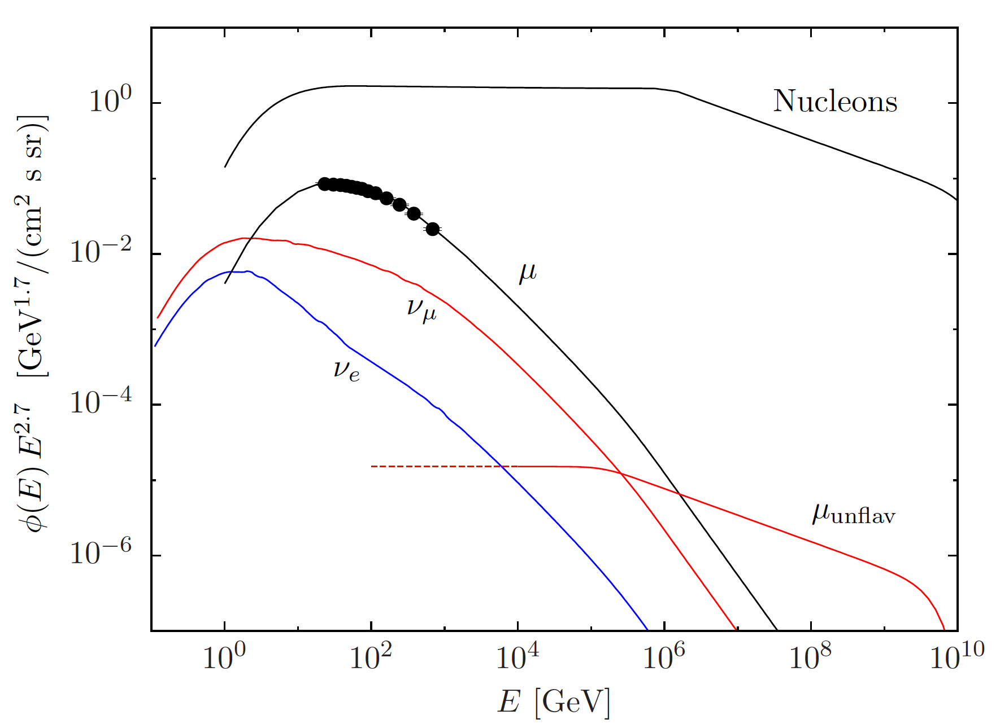 ϕ(E) E^2.7 [GeV^1.7/(cm^2 s sr)]
10^0
10^−2
10^−4
10^−6
Nucleons
μ
ν_μ
ν_e
μ_unflav
10^0 10^2 10^4 10^6 10^8 10^10
E [GeV]